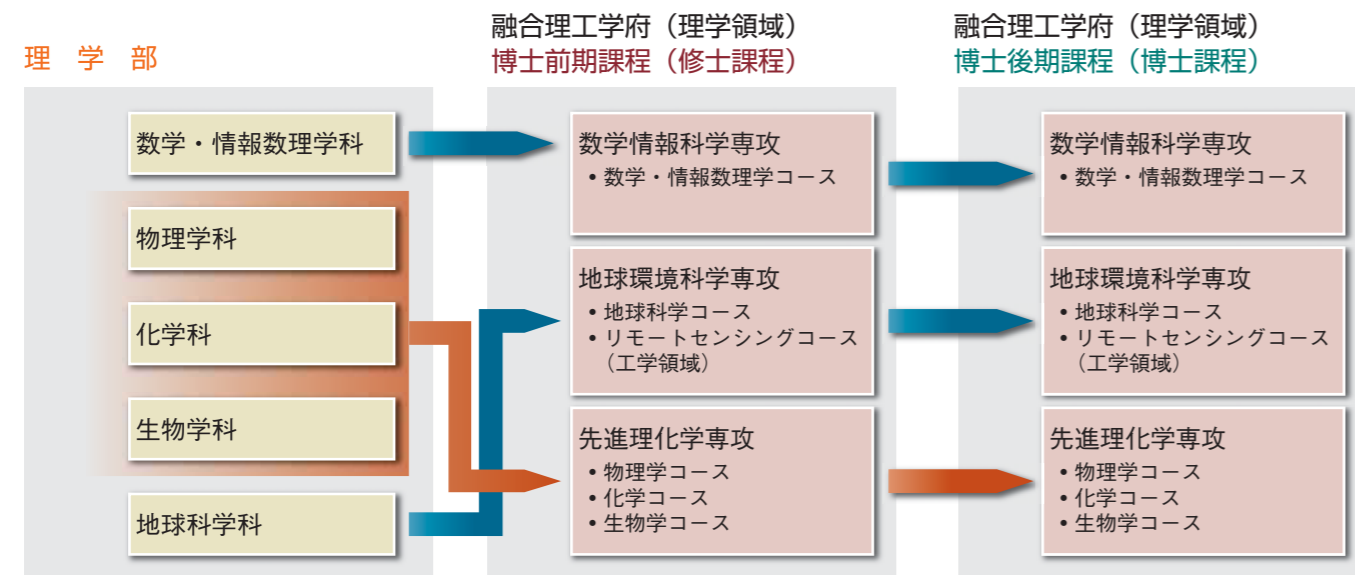 理学部
数学・情報数理学科
物理学科
化学科
生物学科
地球科学科
融合理工学府（理学領域）
博士前期課程（修士課程）
数学情報科学専攻
・数学・情報数理学コース
地球環境科学専攻
・地球科学コース
・リモートセンシングコース
（工学領域）
先進理化学専攻
・物理学コース
・化学コース
・生物学コース
融合理工学府（理学領域）
博士後期課程（博士課程）
数学情報科学専攻
・数学・情報数理学コース
地球環境科学専攻
・地球科学コース
・リモートセンシングコース
（工学領域）
先進理化学専攻
・物理学コース
・化学コース
・生物学コース